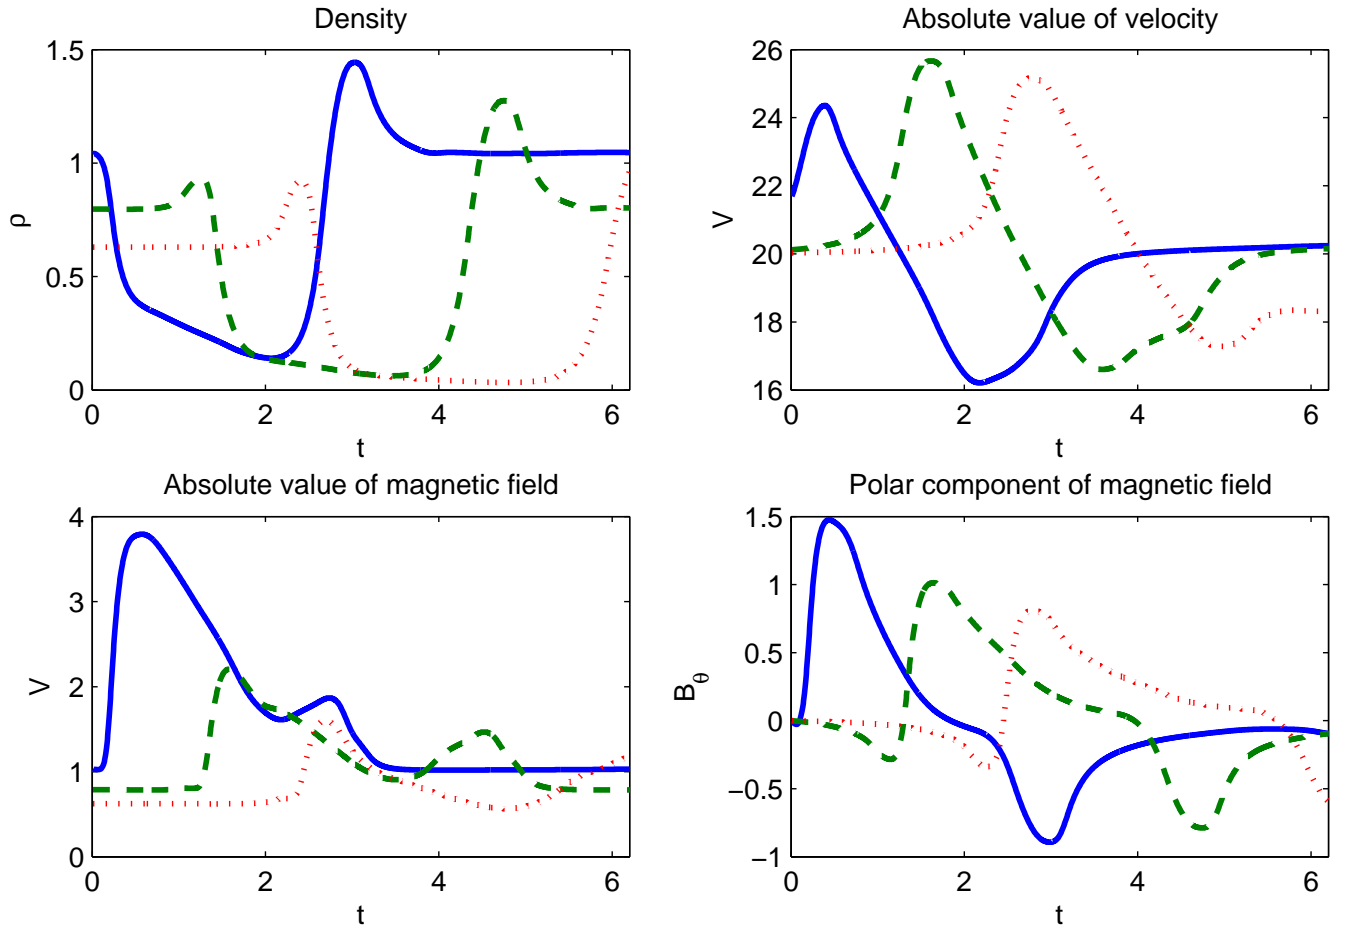 Density
1.5
1
0.5
0
ρ
0 2 4 6
t
Absolute value of velocity
26
24
22
20
18
16
V
0 2 4 6
t
Absolute value of magnetic field
4
3
2
1
0
V
0 2 4 6
t
Polar component of magnetic field
1.5
1
0.5
0
−0.5
−1
B_θ
0 2 4 6
t